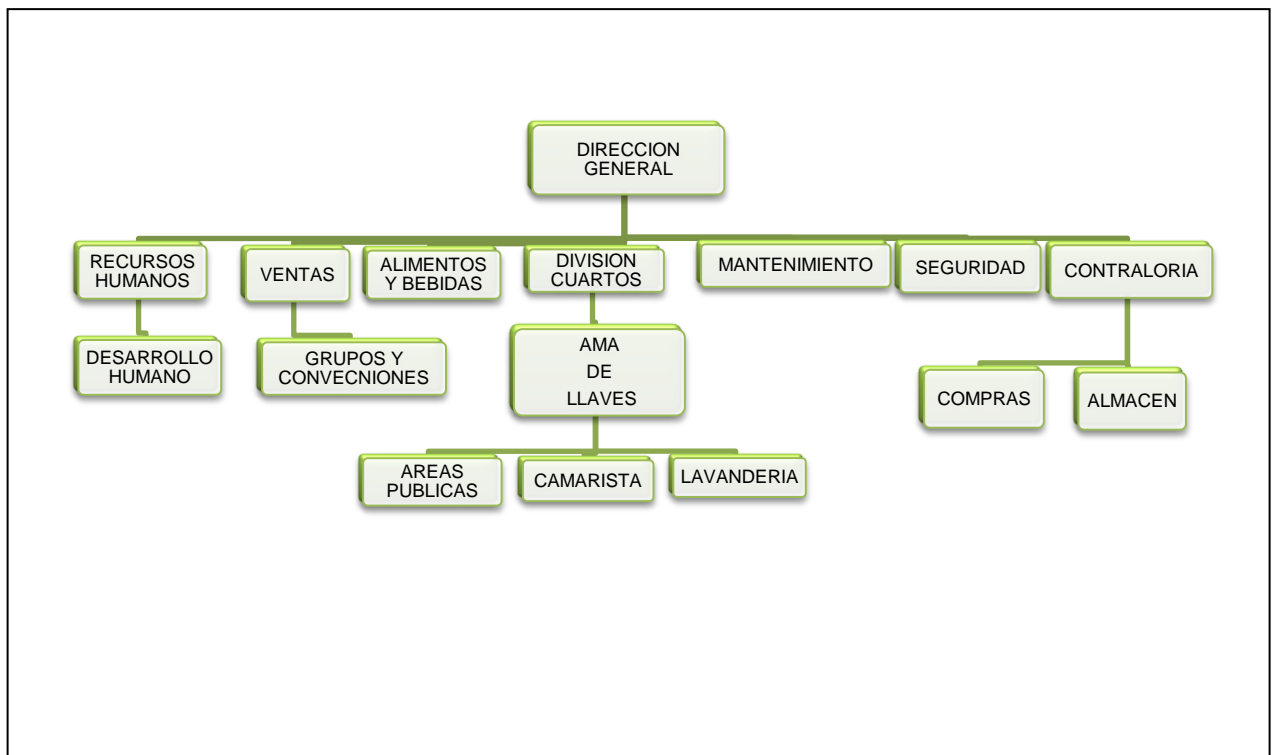 DIRECCION
GENERAL
RECURSOS
HUMANOS
VENTAS
ALIMENTOS
Y BEBIDAS
DIVISION
CUARTOS
MANTENIMIENTO
SEGURIDAD
CONTRALORIA
DESARROLLO
HUMANO
GRUPOS Y
CONVECNIONES
AMA
DE
LLAVES
COMPRAS
ALMACEN
AREAS
PUBLICAS
CAMARISTA
LAVANDERIA